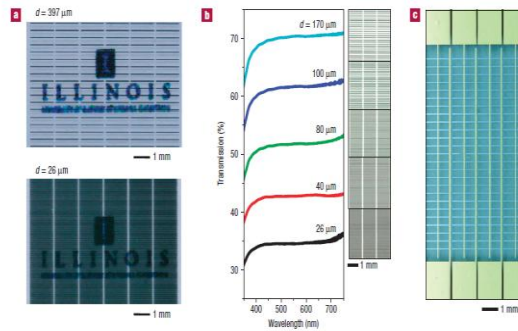 a
d = 397 μm
I
ILLINOIS
1 mm
d = 26 μm
I
ILLINOIS
1 mm
b
70
60
50
40
30
Transmission (%)
d = 170 μm
100 μm
80 μm
40 μm
26 μm
400
500
600
700
Wavelength (nm)
1 mm
c
1 mm